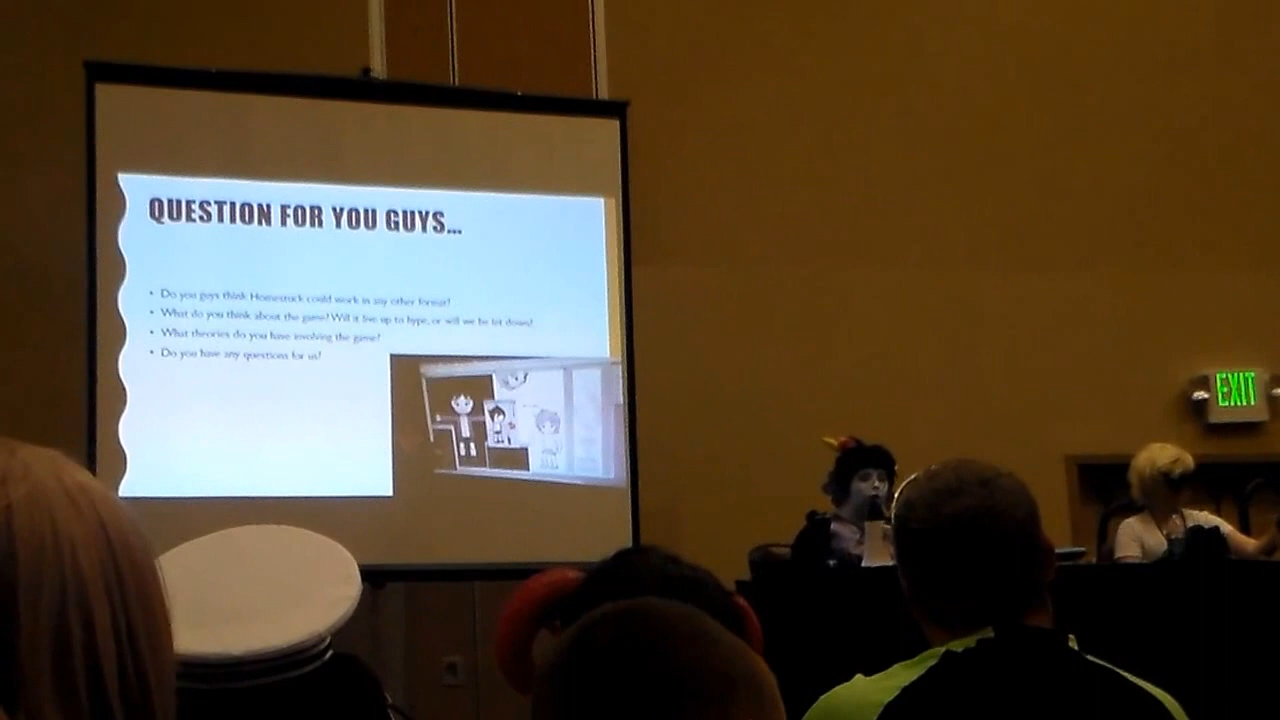 QUESTION FOR YOU GUYS...
• Do you guys think Homestuck could work in any other format?
• What do you think about the game? Will it live up to hype, or will we be let down?
• What theories do you have involving the game?
• Do you have any questions for us?
EXIT